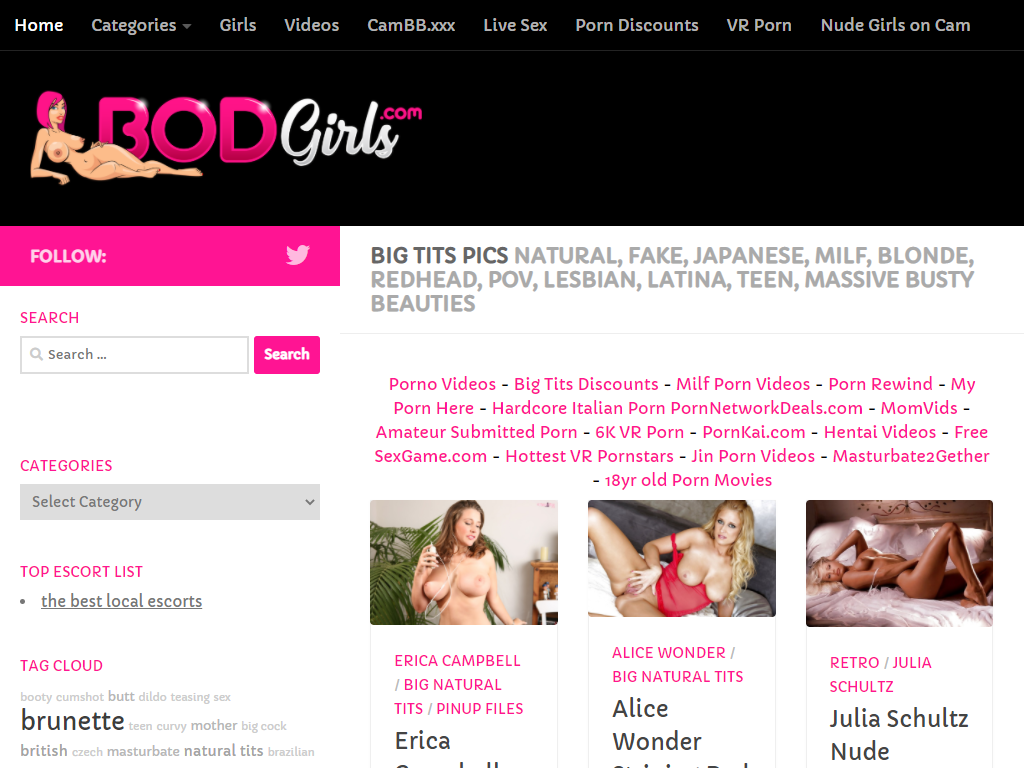 Home Categories Girls Videos CamBB.xxx Live Sex Porn Discounts VR Porn Nude Girls on Cam
BOD Girls .com
FOLLOW:
SEARCH
Search ...
Search
CATEGORIES
Select Category
TOP ESCORT LIST
• the best local escorts
TAG CLOUD
booty cumshot butt dildo teasing sex
brunette teen curvy mother big cock
british czech masturbate natural tits brazilian
BIG TITS PICS NATURAL, FAKE, JAPANESE, MILF, BLONDE,
REDHEAD, POV, LESBIAN, LATINA, TEEN, MASSIVE BUSTY
BEAUTIES
Porno Videos - Big Tits Discounts - Milf Porn Videos - Porn Rewind - My
Porn Here - Hardcore Italian Porn PornNetworkDeals.com - MomVids -
Amateur Submitted Porn - 6K VR Porn - PornKai.com - Hentai Videos - Free
SexGame.com - Hottest VR Pornstars - Jin Porn Videos - Masturbate2Gether
- 18yr old Porn Movies
ERICA CAMPBELL
/ BIG NATURAL
TITS / PINUP FILES
Erica
ALICE WONDER /
BIG NATURAL TITS
Alice
Wonder
RETRO / JULIA
SCHULTZ
Julia Schultz
Nude